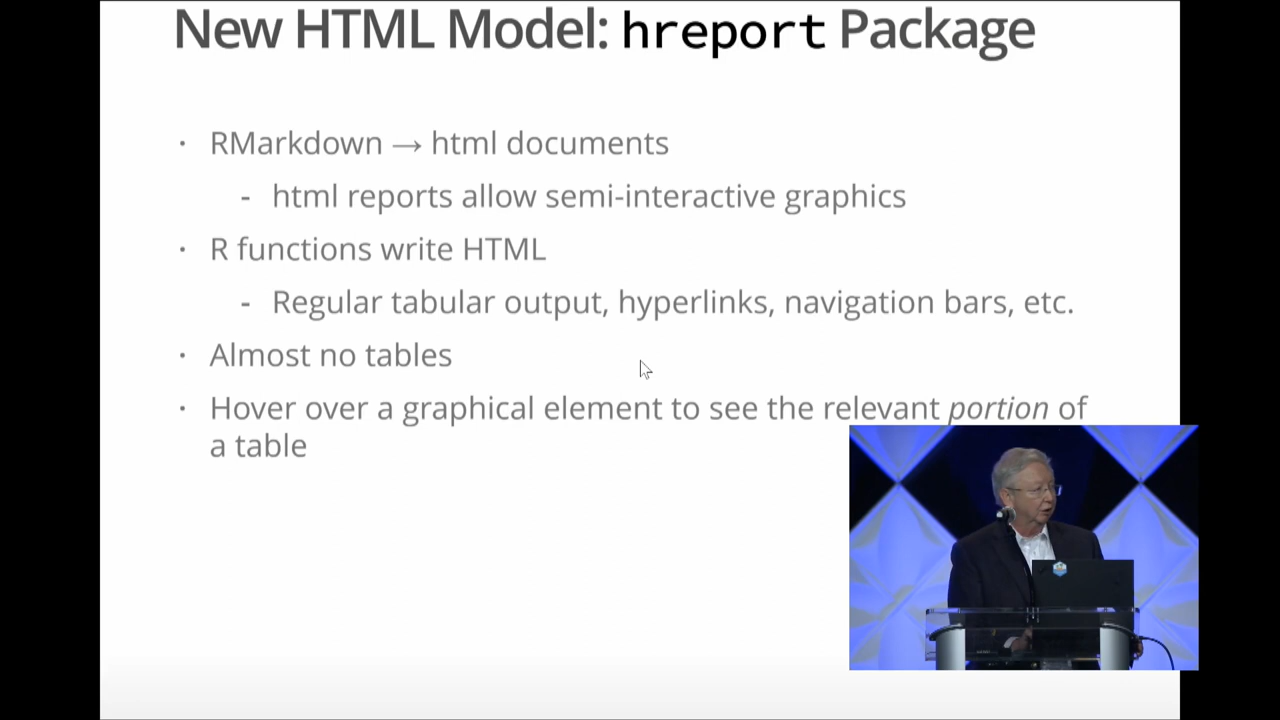 New HTML Model: hreport Package
· RMarkdown → html documents
- html reports allow semi-interactive graphics
· R functions write HTML
- Regular tabular output, hyperlinks, navigation bars, etc.
· Almost no tables
· Hover over a graphical element to see the relevant portion of
a table